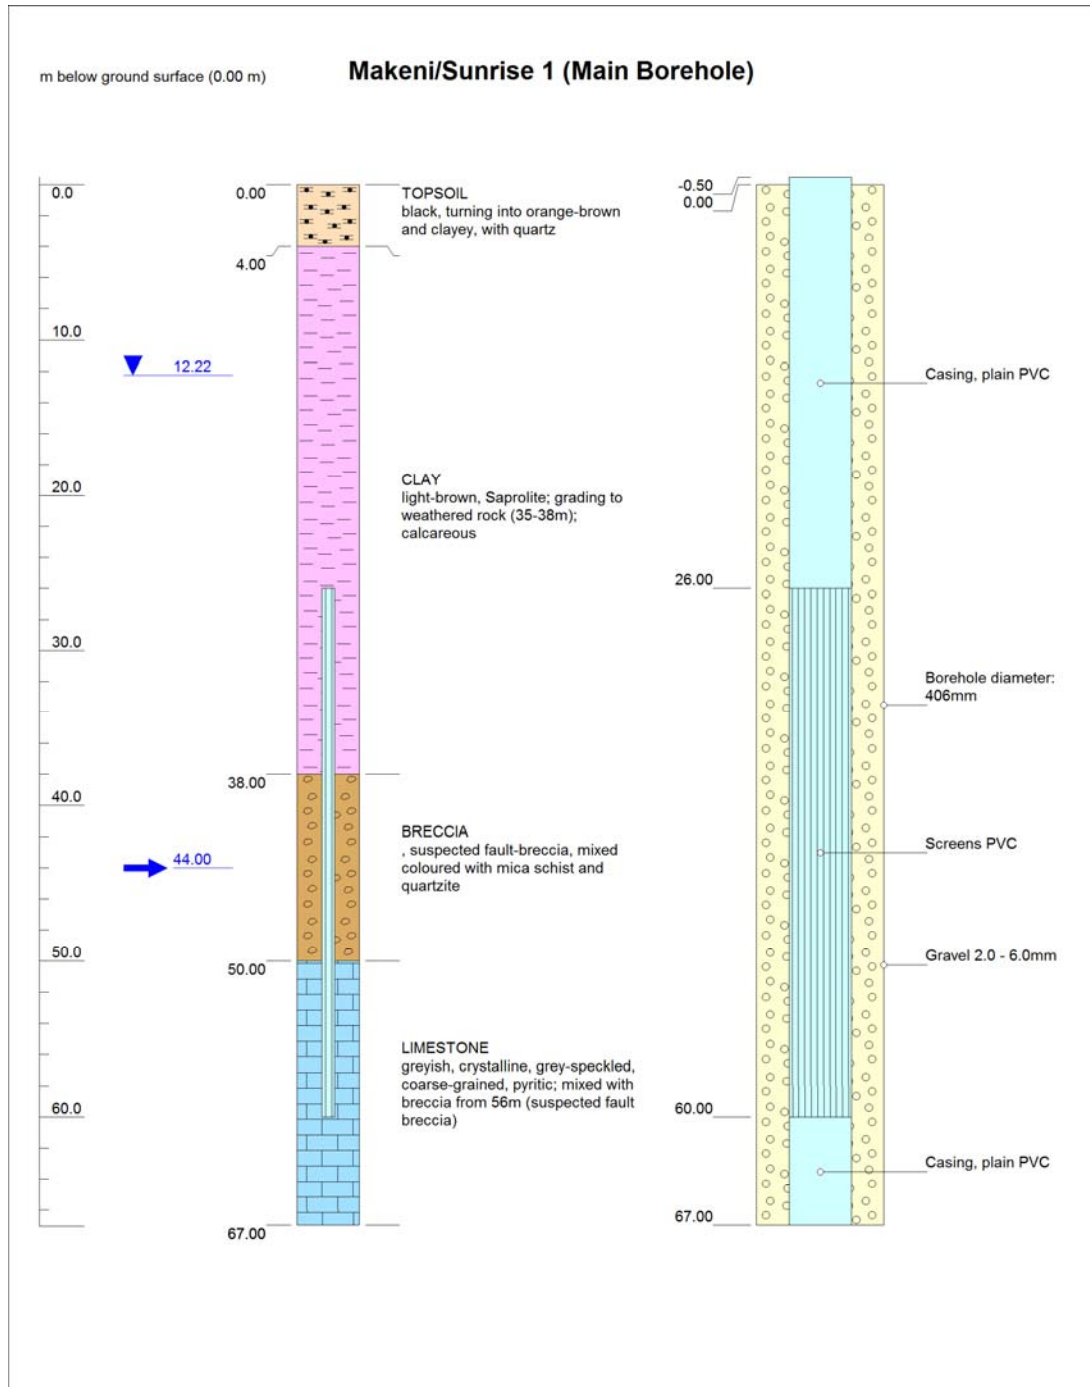 m below ground surface (0.00 m)
Makeni/Sunrise 1 (Main Borehole)
0.0
10.0
20.0
30.0
40.0
50.0
60.0
12.22
44.00
0.00
4.00
38.00
50.00
67.00
TOPSOIL
black, turning into orange-brown
and clayey, with quartz
CLAY
light-brown, Saprolite; grading to
weathered rock (35-38m);
calcareous
BRECCIA
, suspected fault-breccia, mixed
coloured with mica schist and
quartzite
LIMESTONE
greyish, crystalline, grey-speckled,
coarse-grained, pyritic; mixed with
breccia from 56m (suspected fault
breccia)
-0.50
0.00
26.00
60.00
67.00
Casing, plain PVC
Borehole diameter:
406mm
Screens PVC
Gravel 2.0 - 6.0mm
Casing, plain PVC